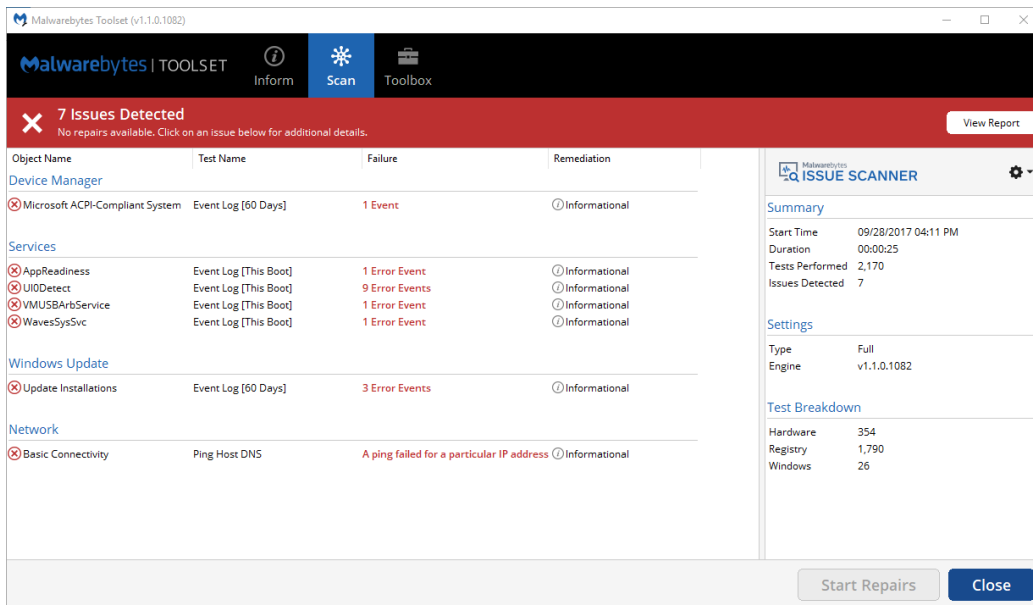 Malwarebytes Toolset (v1.1.0.1082)
Malwarebytes | TOOLSET
Inform
Scan
Toolbox
7 Issues Detected
No repairs available. Click on an issue below for additional details.
View Report
Object Name Test Name Failure Remediation
Device Manager
Microsoft ACPI-Compliant System Event Log [60 Days] 1 Event Informational
Services
AppReadiness Event Log [This Boot] 1 Error Event Informational
UI0Detect Event Log [This Boot] 9 Error Events Informational
VMUSBArbService Event Log [This Boot] 1 Error Event Informational
WavesSysSvc Event Log [This Boot] 1 Error Event Informational
Windows Update
Update Installations Event Log [60 Days] 3 Error Events Informational
Network
Basic Connectivity Ping Host DNS A ping failed for a particular IP address Informational
Malwarebytes
ISSUE SCANNER
Summary
Start Time 09/28/2017 04:11 PM
Duration 00:00:25
Tests Performed 2,170
Issues Detected 7
Settings
Type Full
Engine v1.1.0.1082
Test Breakdown
Hardware 354
Registry 1,790
Windows 26
Start Repairs
Close